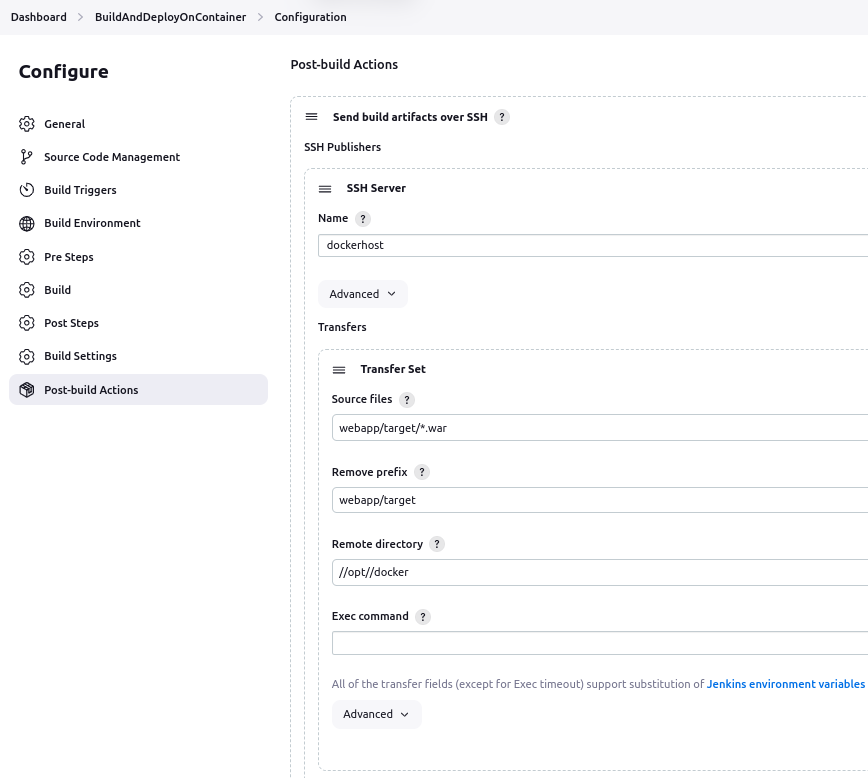 Dashboard > BuildAndDeployOnContainer > Configuration
Configure
General
Source Code Management
Build Triggers
Build Environment
Pre Steps
Build
Post Steps
Build Settings
Post-build Actions
Post-build Actions
Send build artifacts over SSH ?
SSH Publishers
SSH Server
Name ?
dockerhost
Advanced
Transfers
Transfer Set
Source files ?
webapp/target/*.war
Remove prefix ?
webapp/target
Remote directory ?
//opt//docker
Exec command ?
All of the transfer fields (except for Exec timeout) support substitution of Jenkins environment variables
Advanced